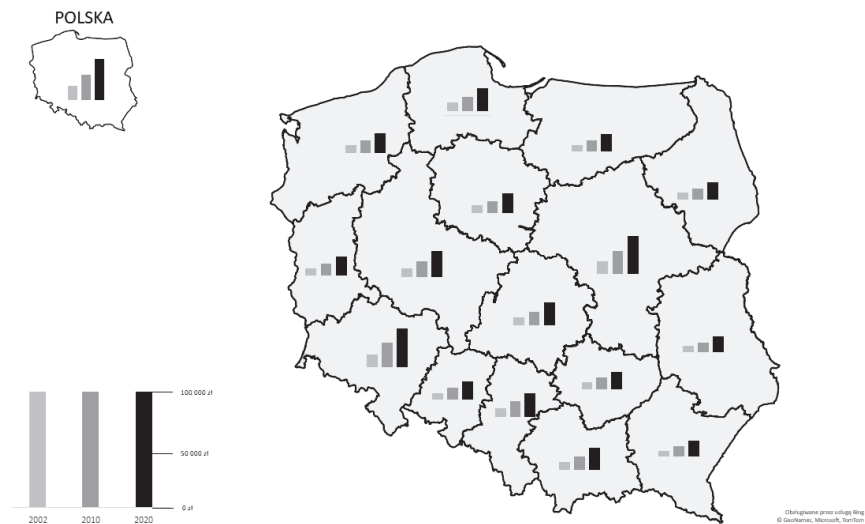 POLSKA
100 000 zł
50 000 zł
0 zł
2002 2010 2020
Obsługiwane przez usługę Bing
© GeoNames, Microsoft, TomTom